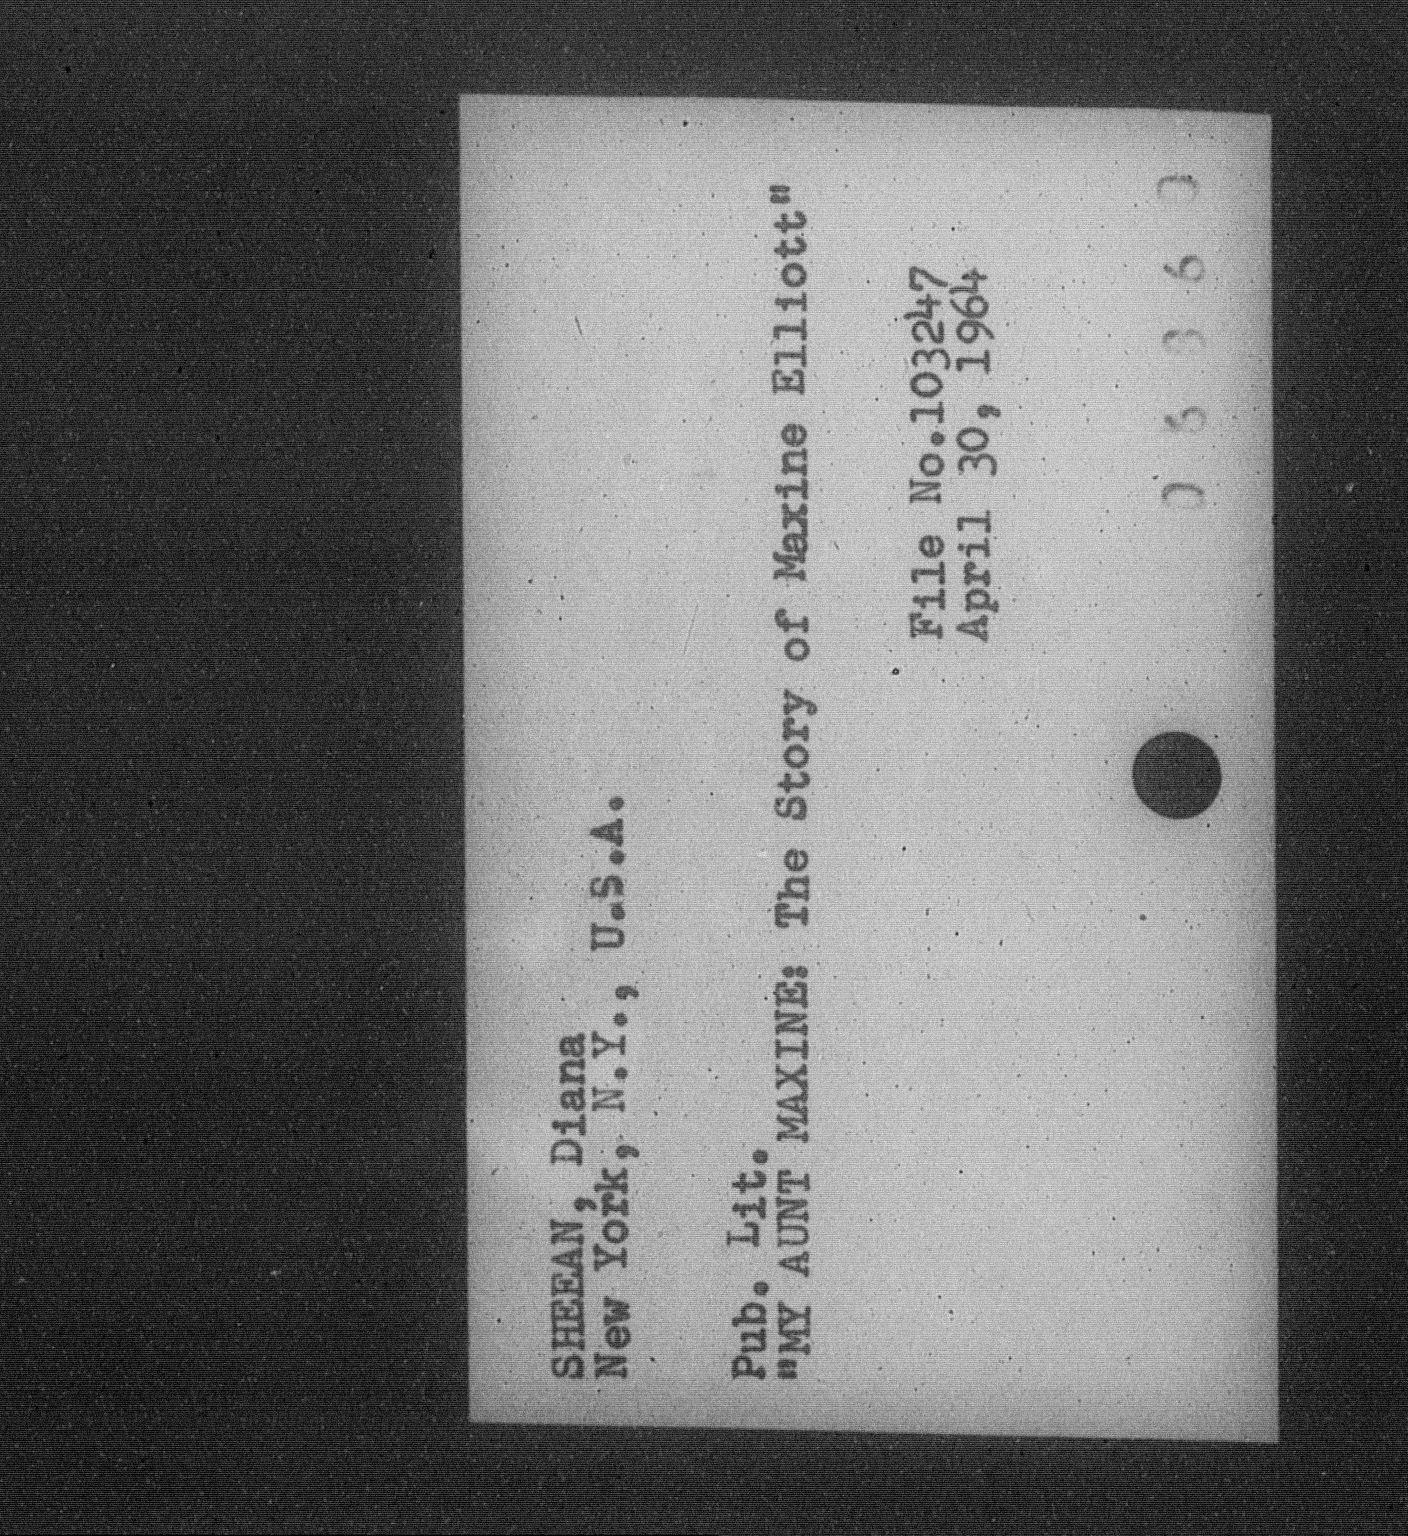 SHEEAN, Diana
New York, N.Y., U.S.A.
Pub. Lit.
"MY AUNT MAXINE: The Story of Maxine Elliott"
File No.103247
April 30, 1964